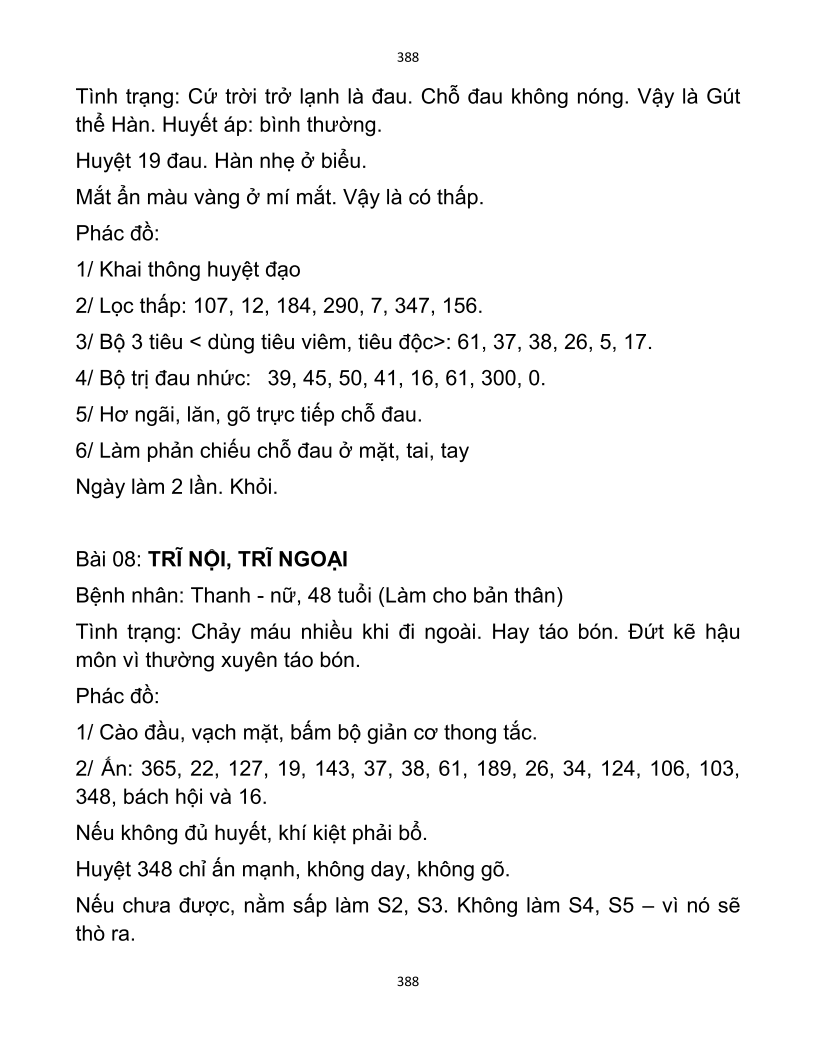 388
Tình trạng: Cứ trời trở lạnh là đau. Chỗ đau không nóng. Vậy là Gút
thể Hàn. Huyết áp: bình thường.
Huyệt 19 đau. Hàn nhẹ ở biểu.
Mắt ẩn màu vàng ở mí mắt. Vậy là có thấp.
Phác đồ:
1/ Khai thông huyệt đạo
2/ Lọc thấp: 107, 12, 184, 290, 7, 347, 156.
3/ Bộ 3 tiêu < dùng tiêu viêm, tiêu độc>: 61, 37, 38, 26, 5, 17.
4/ Bộ trị đau nhức: 39, 45, 50, 41, 16, 61, 300, 0.
5/ Hơ ngãi, lăn, gõ trực tiếp chỗ đau.
6/ Làm phản chiếu chỗ đau ở mặt, tai, tay
Ngày làm 2 lần. Khỏi.
Bài 08: TRĨ NỘI, TRĨ NGOẠI
Bệnh nhân: Thanh - nữ, 48 tuổi (Làm cho bản thân)
Tình trạng: Chảy máu nhiều khi đi ngoài. Hay táo bón. Đứt kẽ hậu
môn vì thường xuyên táo bón.
Phác đồ:
1/ Cào đầu, vạch mặt, bấm bộ giản cơ thong tắc.
2/ Ấn: 365, 22, 127, 19, 143, 37, 38, 61, 189, 26, 34, 124, 106, 103,
348, bách hội và 16.
Nếu không đủ huyết, khí kiệt phải bổ.
Huyệt 348 chỉ ấn mạnh, không day, không gõ.
Nếu chưa được, nằm sấp làm S2, S3. Không làm S4, S5 – vì nó sẽ
thò ra.
388